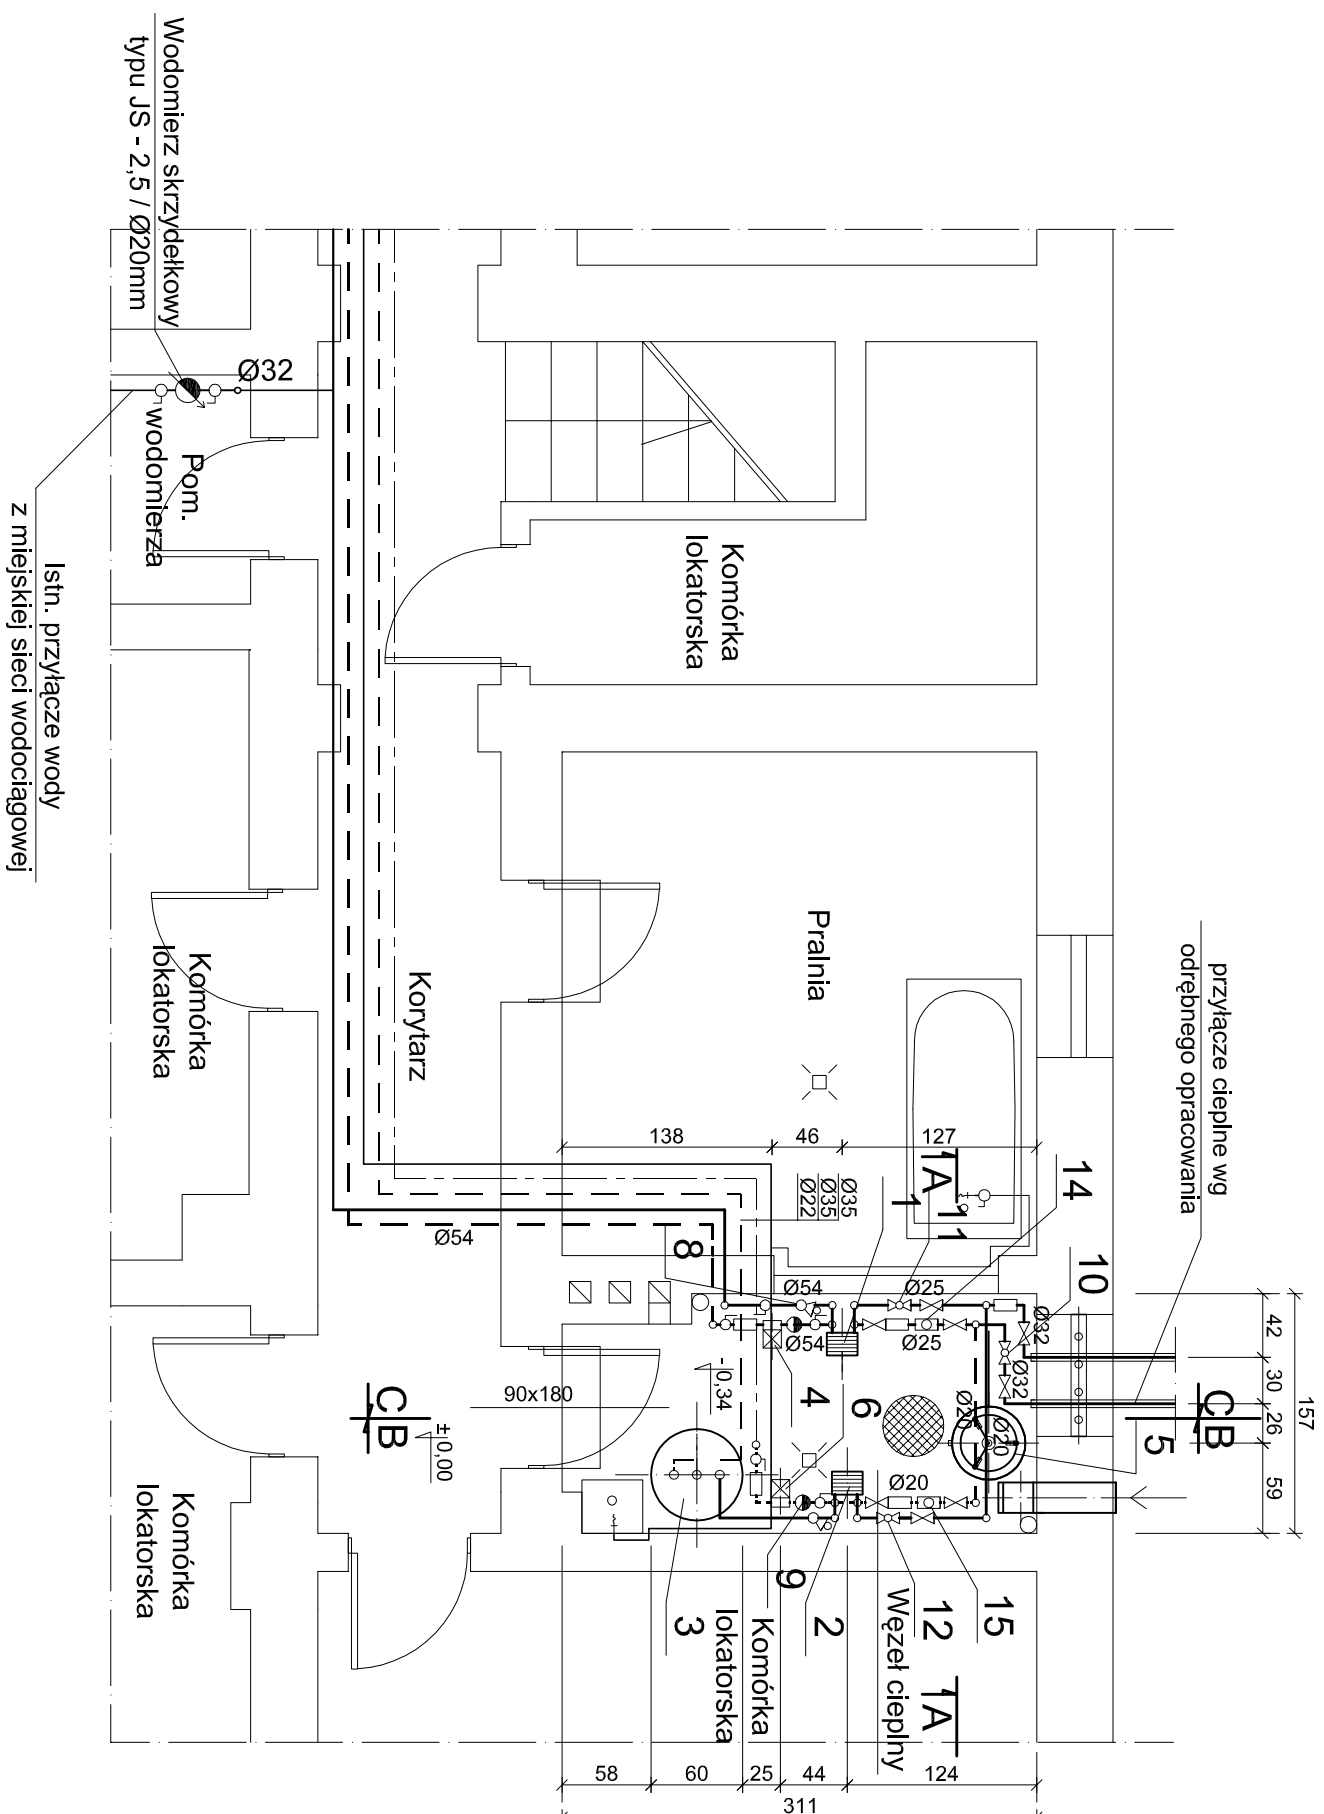 Wodomierz skrzydełkowy
typu JS - 2,5 / Ø20mm
Ø32
Pom.
wodomierza
Istn. przyłącze wody
z miejskiej sieci wodociągowej
Komórka
lokatorska
Pralnia
Korytarz
Komórka
lokatorska
przyłącze cieplne wg
odrębnego opracowania
138
46
127
1A
11
14
1
10
Ø35
Ø35
Ø22
Ø54
8
Ø54
Ø25
Ø32
Ø54
Ø25
Ø32
42
30
26
59
157
90x180
-0,34
4
6
Ø20
Ø20
5
C B
C B
±0,00
Ø20
9
2
3
12
15
Węzeł cieplny
1A
Komórka
lokatorska
Komórka
lokatorska
58
60
25
44
124
311